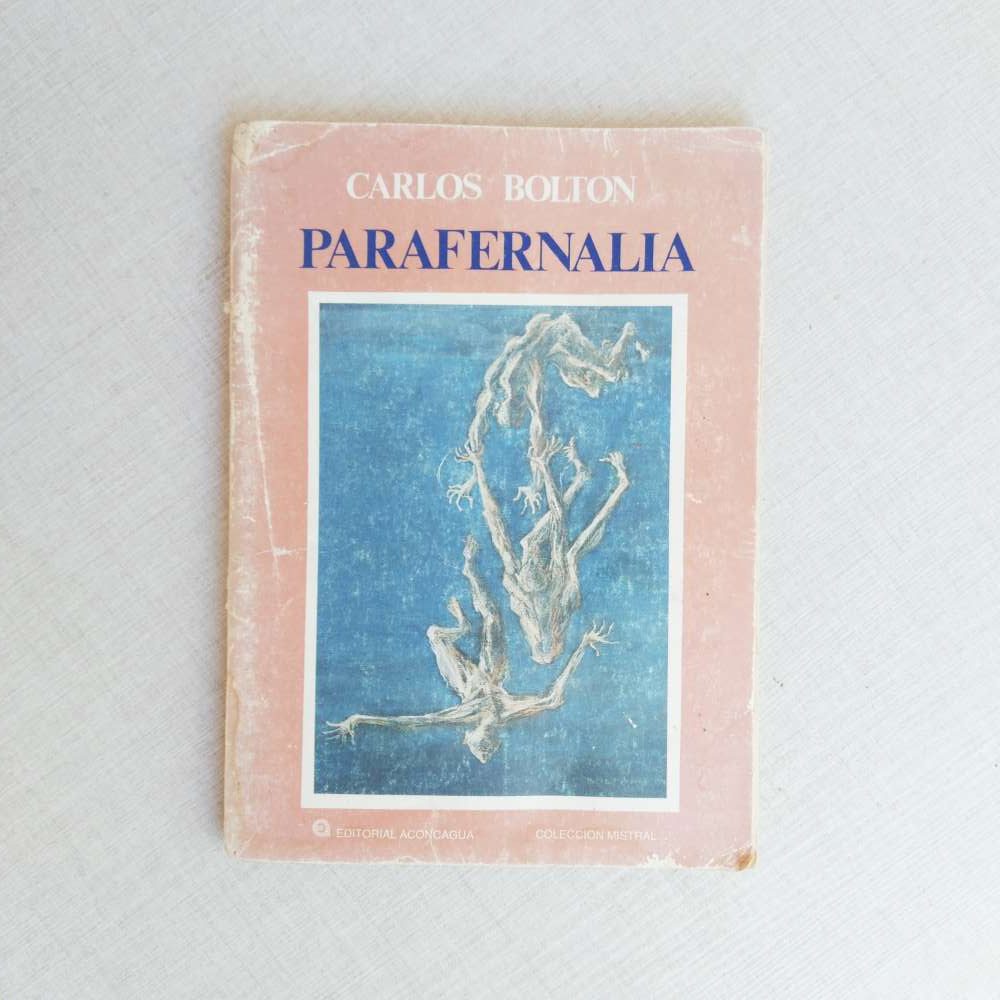 CARLOS BOLTON
PARAFERNALIA
EDITORIAL ACONCAGUA COLECCION MISTRAL